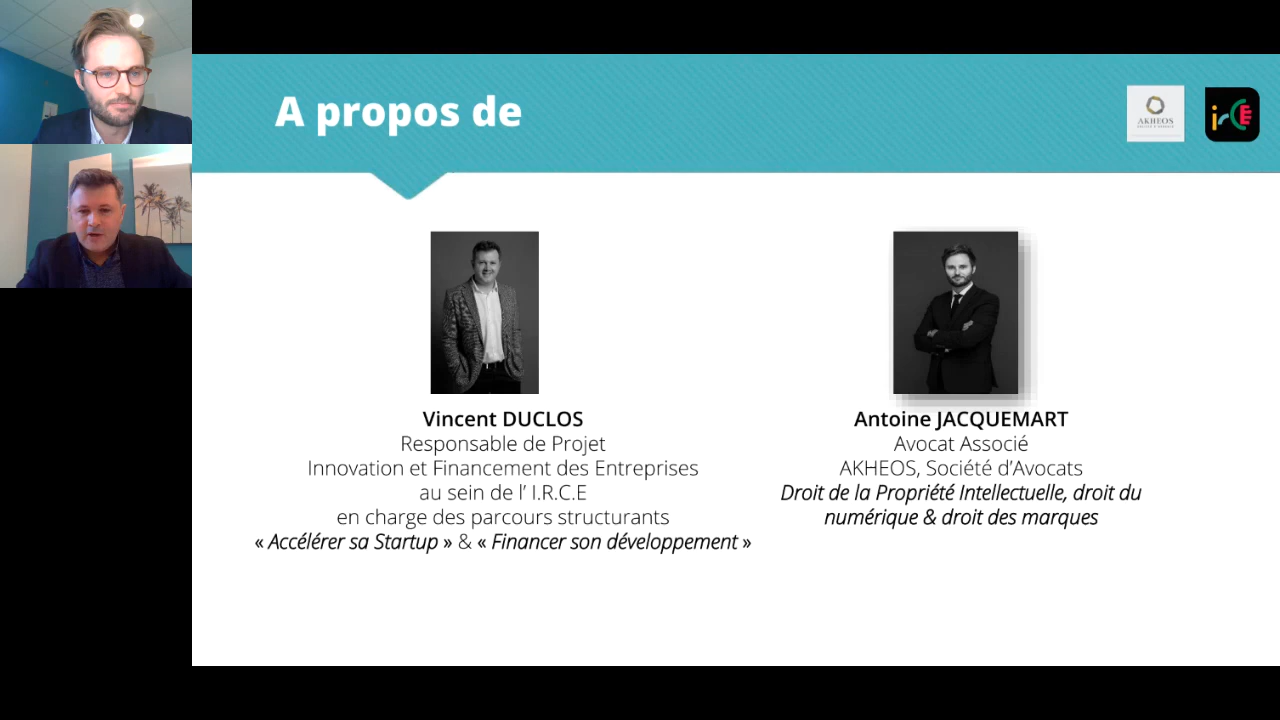 A propos de
AKHEOS
irCE
Vincent DUCLOS
Responsable de Projet
Innovation et Financement des Entreprises
au sein de l’ I.R.C.E
en charge des parcours structurants
« Accélérer sa Startup » & « Financer son développement »
Antoine JACQUEMART
Avocat Associé
AKHEOS, Société d’Avocats
Droit de la Propriété Intellectuelle, droit du
numérique & droit des marques